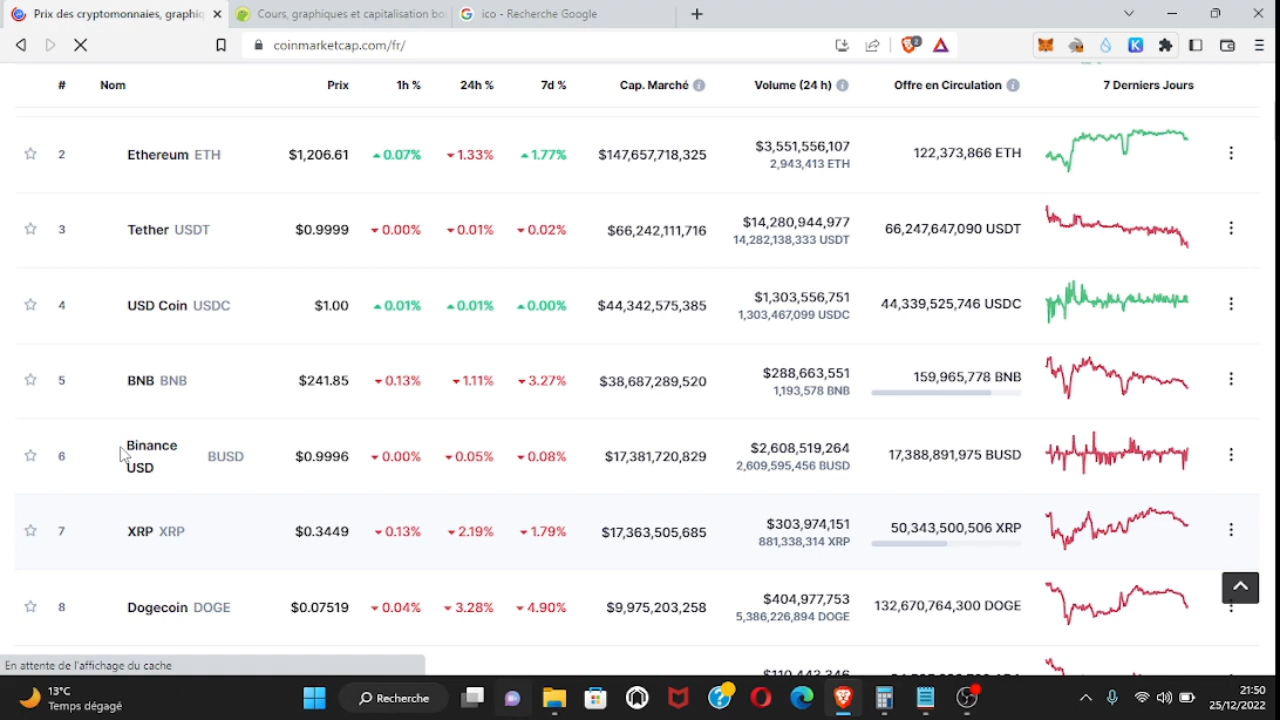 Prix des cryptomonnaies, graphiq
Cours, graphiques et capitalisation bo
ico - Recherche Google
coinmarketcap.com/fr/
2
# Nom Prix 1h % 24h % 7d % Cap. Marché Volume (24 h) Offre en Circulation 7 Derniers Jours
2 Ethereum ETH $1,206.61 0.07% 1.33% 1.77% $147,657,718,325 $3,551,556,107 122,373,866 ETH
2,943,413 ETH
3 Tether USDT $0.9999 0.00% 0.01% 0.02% $66,242,111,716 $14,280,944,977 66,247,647,090 USDT
14,282,138,333 USDT
4 USD Coin USDC $1.00 0.01% 0.01% 0.00% $44,342,575,385 $1,303,556,751 44,339,525,746 USDC
1,303,467,099 USDC
5 BNB BNB $241.85 0.13% 1.11% 3.27% $38,687,289,520 $288,663,551 159,965,778 BNB
1,193,578 BNB
6 Binance USD BUSD $0.9996 0.00% 0.05% 0.08% $17,381,720,829 $2,608,519,264 17,388,891,975 BUSD
2,609,595,456 BUSD
7 XRP XRP $0.3449 0.13% 2.19% 1.79% $17,363,505,685 $303,974,151 50,343,500,506 XRP
881,338,314 XRP
8 Dogecoin DOGE $0.07519 0.04% 3.28% 4.90% $9,975,203,258 $404,977,753 132,670,764,300 DOGE
5,386,226,894 DOGE
En attente de l'affichage du cache
13°C
Temps dégagé
Recherche
21:50
25/12/2022